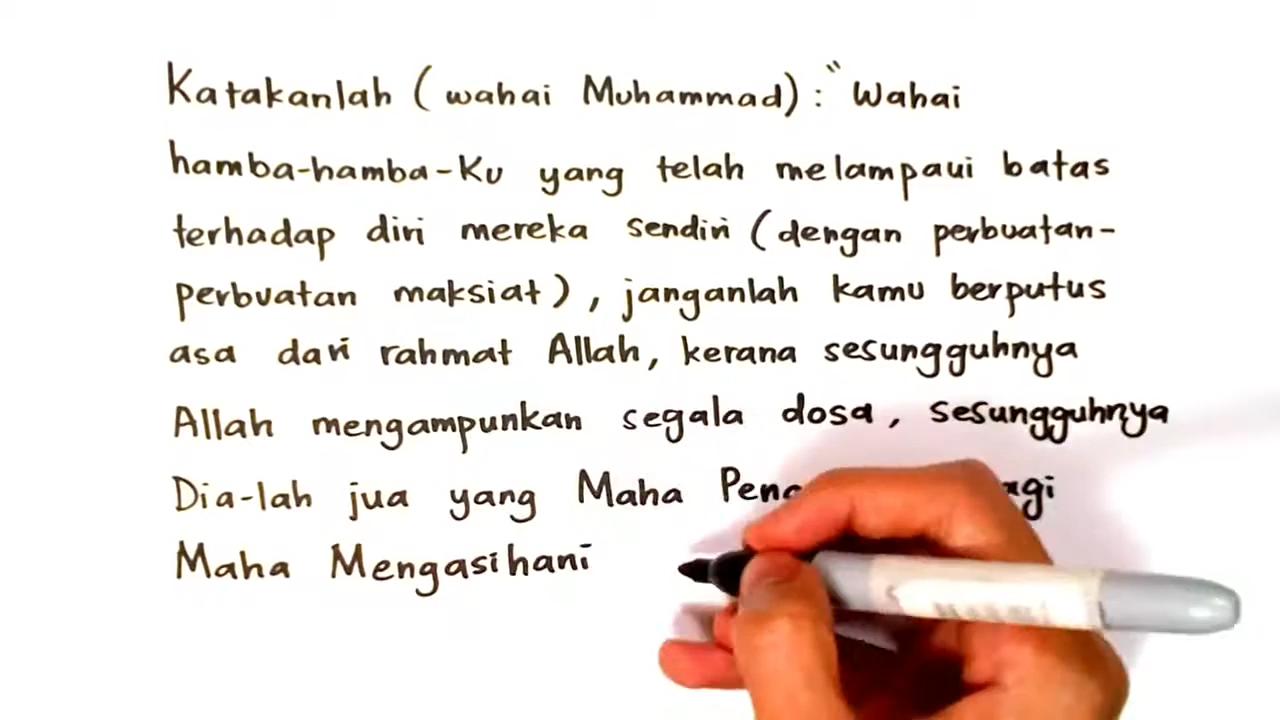 Katakanlah (wahai Muhammad) : "Wahai
hamba-hamba-Ku yang telah melampaui batas
terhadap diri mereka sendiri (dengan perbuatan-
perbuatan maksiat), janganlah kamu berputus
asa dari rahmat Allah, kerana sesungguhnya
Allah mengampunkan segala dosa, sesungguhnya
Dia-lah jua yang Maha
Maha Mengasihani